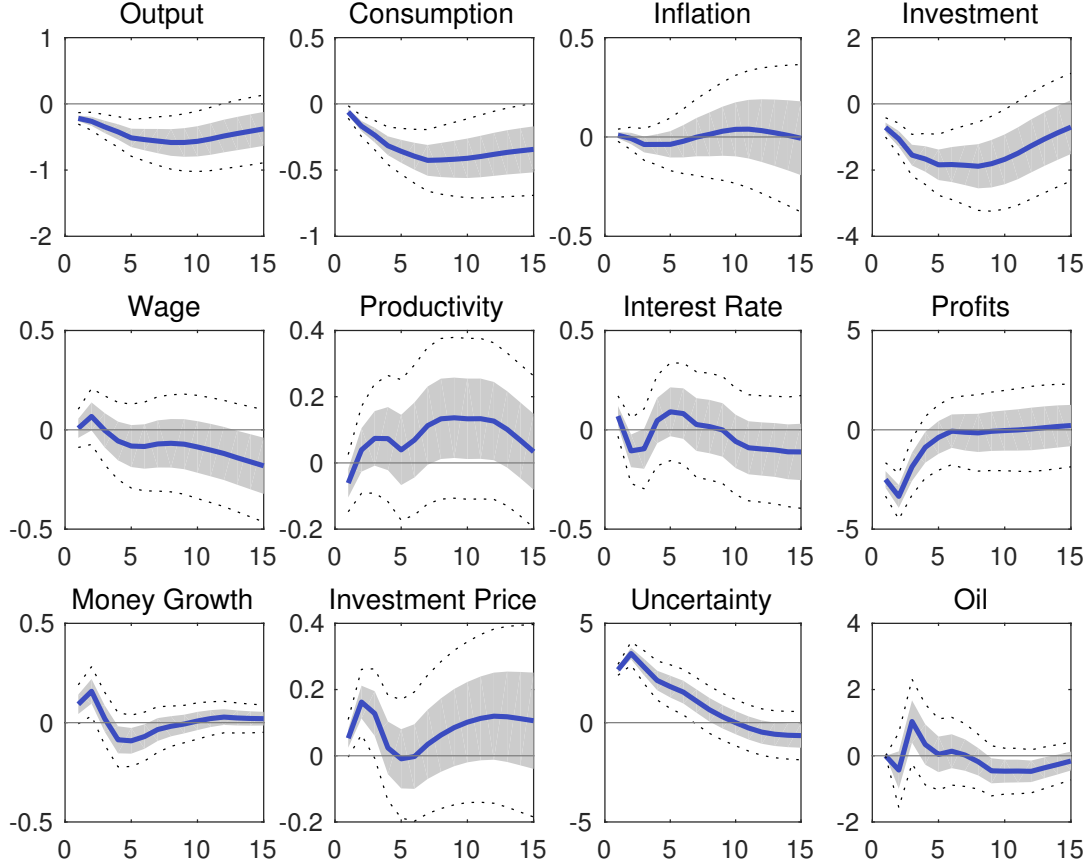 Output Consumption Inflation Investment
1 0.5 0.5 2
0 0 0 0
-1 -0.5 -2
-2 -1 -0.5 -4
0 5 10 15 0 5 10 15 0 5 10 15 0 5 10 15
Wage Productivity Interest Rate Profits
0.5 0.4 0.5 5
0.2
0 0 0 0
-0.5 -0.2 -0.5 -5
0 5 10 15 0 5 10 15 0 5 10 15 0 5 10 15
Money Growth Investment Price Uncertainty Oil
0.5 0.4 5 4
0.2 2
0 0 0 0
-0.5 -0.2 -5 -2
0 5 10 15 0 5 10 15 0 5 10 15 0 5 10 15